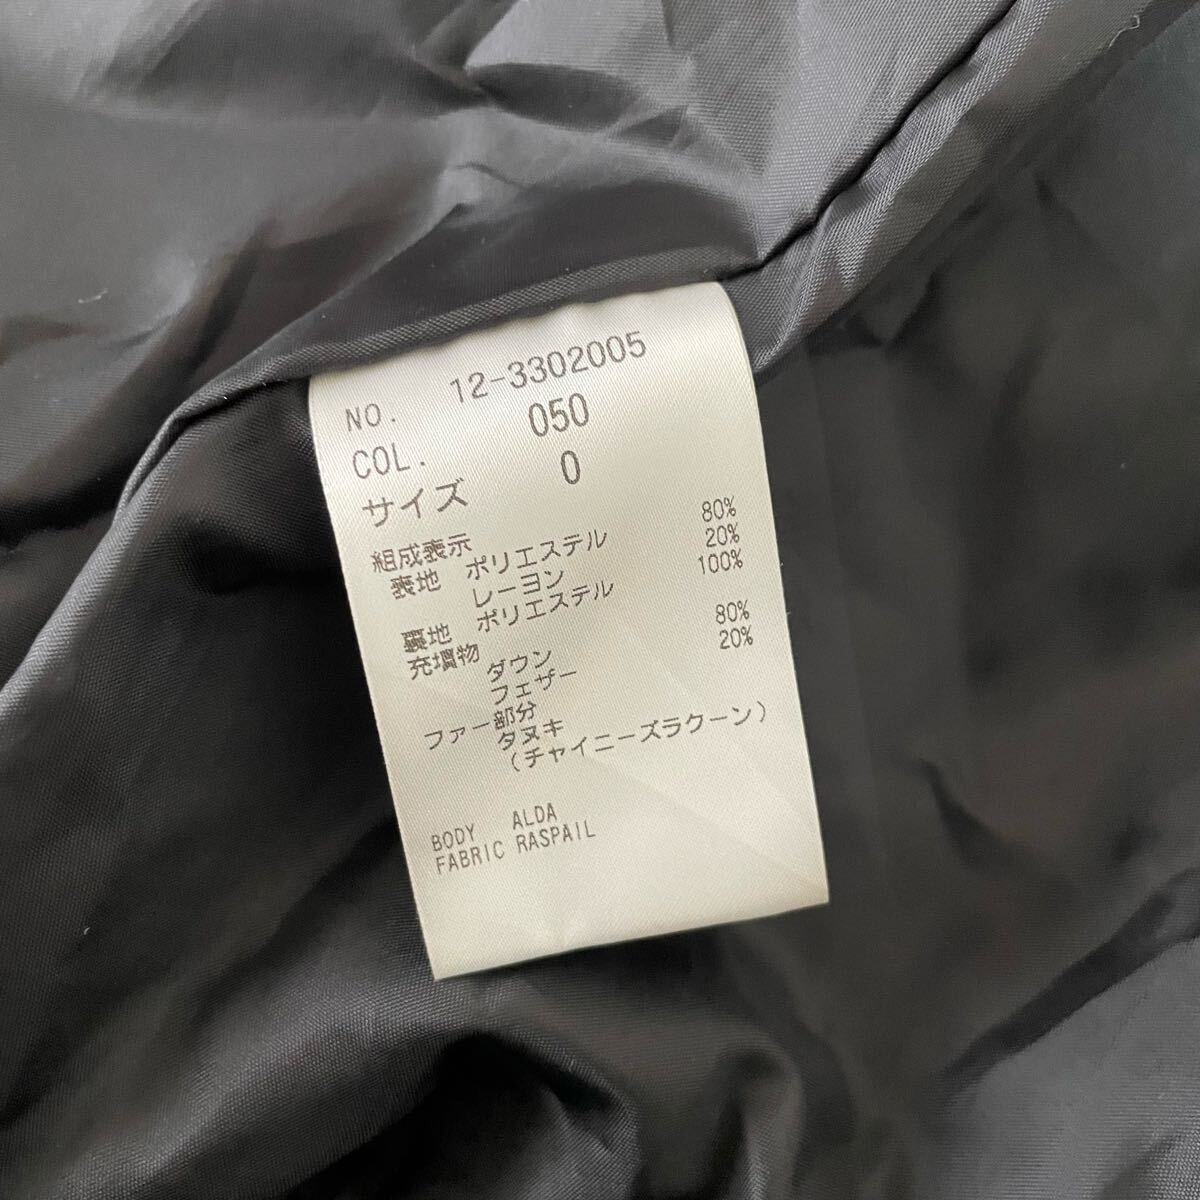 NO. 12-3302005
COL. 050
サイズ 0
組成表示
表地 ポリエステル 80%
レーヨン 20%
裏地 ポリエステル 100%
充填物
ダウン 80%
フェザー 20%
ファー部分
タヌキ
(チャイニーズラクーン)
BODY ALDA
FABRIC RASPAIL